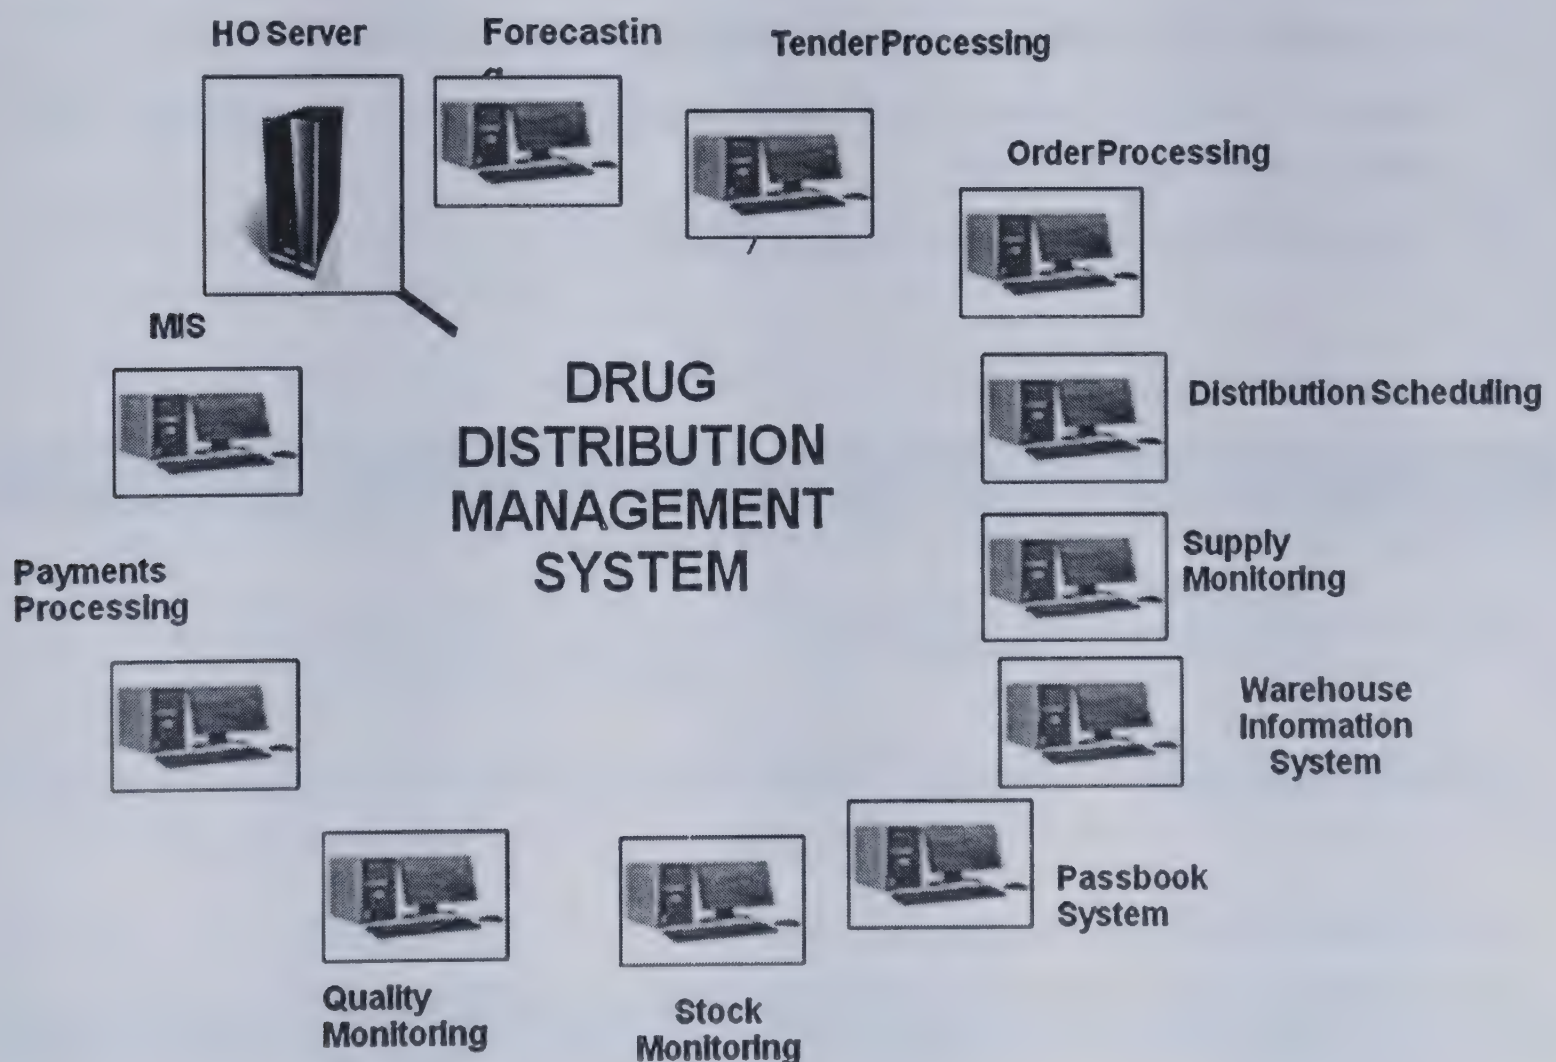 HO Server
Forecastin
g
Tender Processing
Order Processing
MIS
DRUG
DISTRIBUTION
MANAGEMENT
SYSTEM
Distribution Scheduling
Supply
Monitoring
Payments
Processing
Warehouse
Information
System
Passbook
System
Quality
Monitoring
Stock
Monitoring